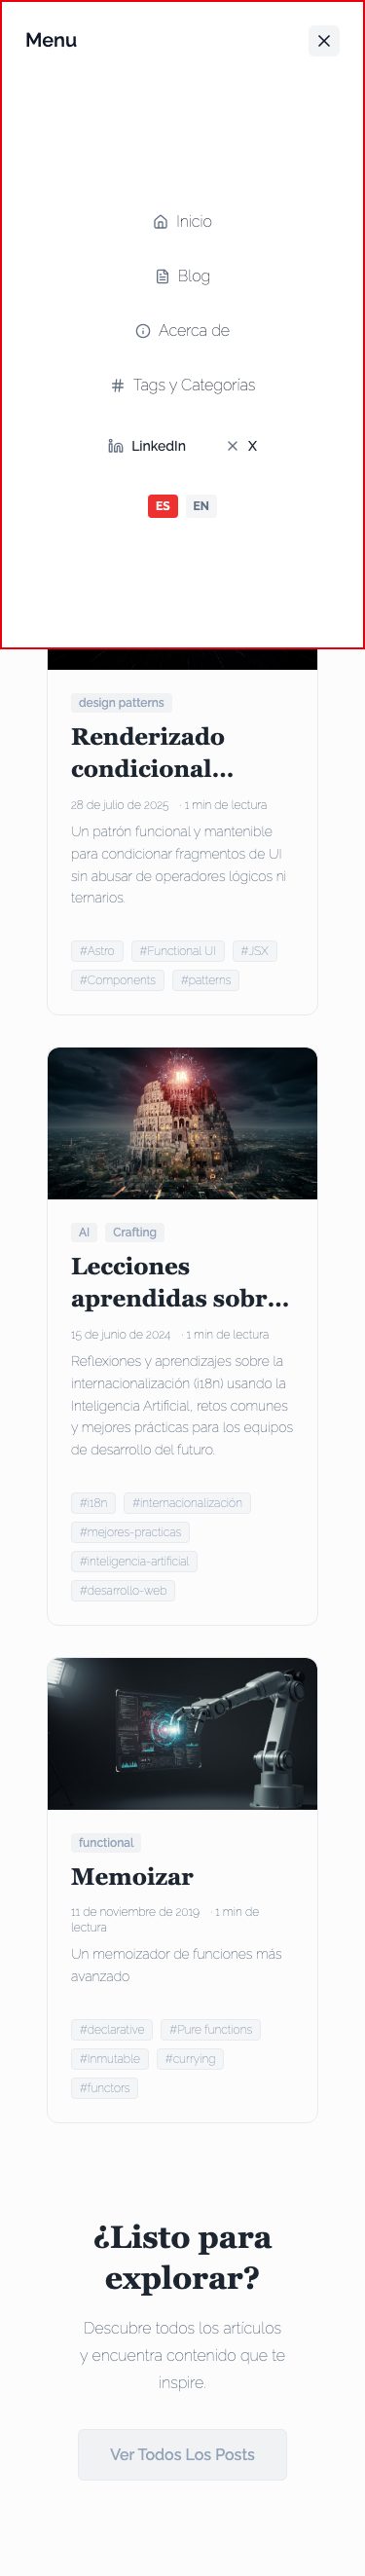 Menu
Inicio
Blog
Acerca de
Tags y Categorías
LinkedIn X
ES EN
design patterns
Renderizado
condicional...
28 de julio de 2025 · 1 min de lectura
Un patrón funcional y mantenible
para condicionar fragmentos de UI
sin abusar de operadores lógicos ni
ternarios.
#Astro #Functional UI #JSX
#Components #patterns
AI Crafting
Lecciones
aprendidas sobr...
15 de junio de 2024 · 1 min de lectura
Reflexiones y aprendizajes sobre la
internacionalización (i18n) usando la
Inteligencia Artificial, retos comunes
y mejores prácticas para los equipos
de desarrollo del futuro.
#i18n #internacionalización
#mejores-practicas
#inteligencia-artificial
#desarrollo-web
functional
Memoizar
11 de noviembre de 2019 · 1 min de
lectura
Un memoizador de funciones más
avanzado
#declarative #Pure functions
#Inmutable #currying
#functors
¿Listo para
explorar?
Descubre todos los artículos
y encuentra contenido que te
inspire.
Ver Todos Los Posts